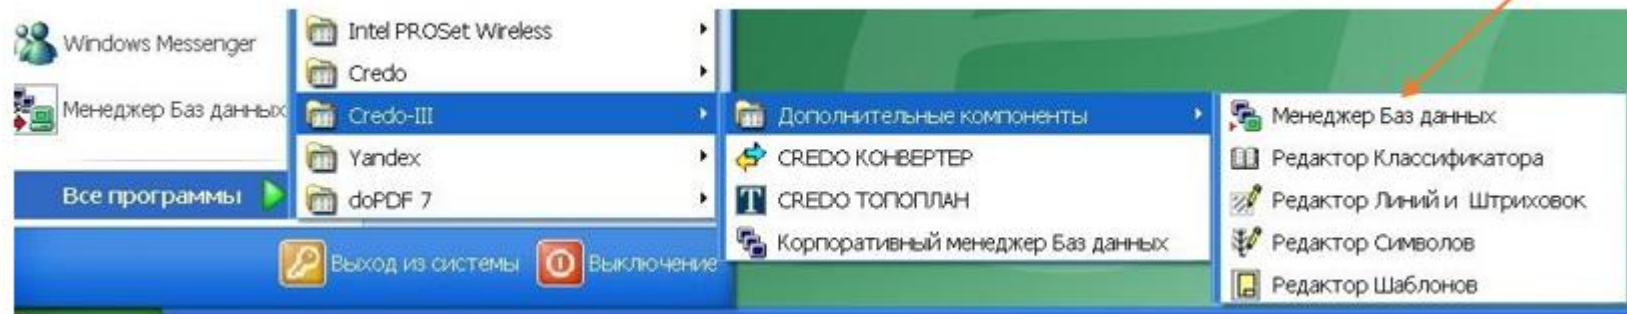 Windows Messenger
Менеджер Баз данных
Все программы
Intel PROSet Wireless
Credo
Credo-III
Yandex
doPDF 7
Выход из системы
Выключение
Дополнительные компоненты
CREDO КОНВЕРТЕР
CREDO ТОПОПЛАН
Корпоративный менеджер Баз данных
Менеджер Баз данных
Редактор Классификатора
Редактор Линий и Штриховок
Редактор Символов
Редактор Шаблонов